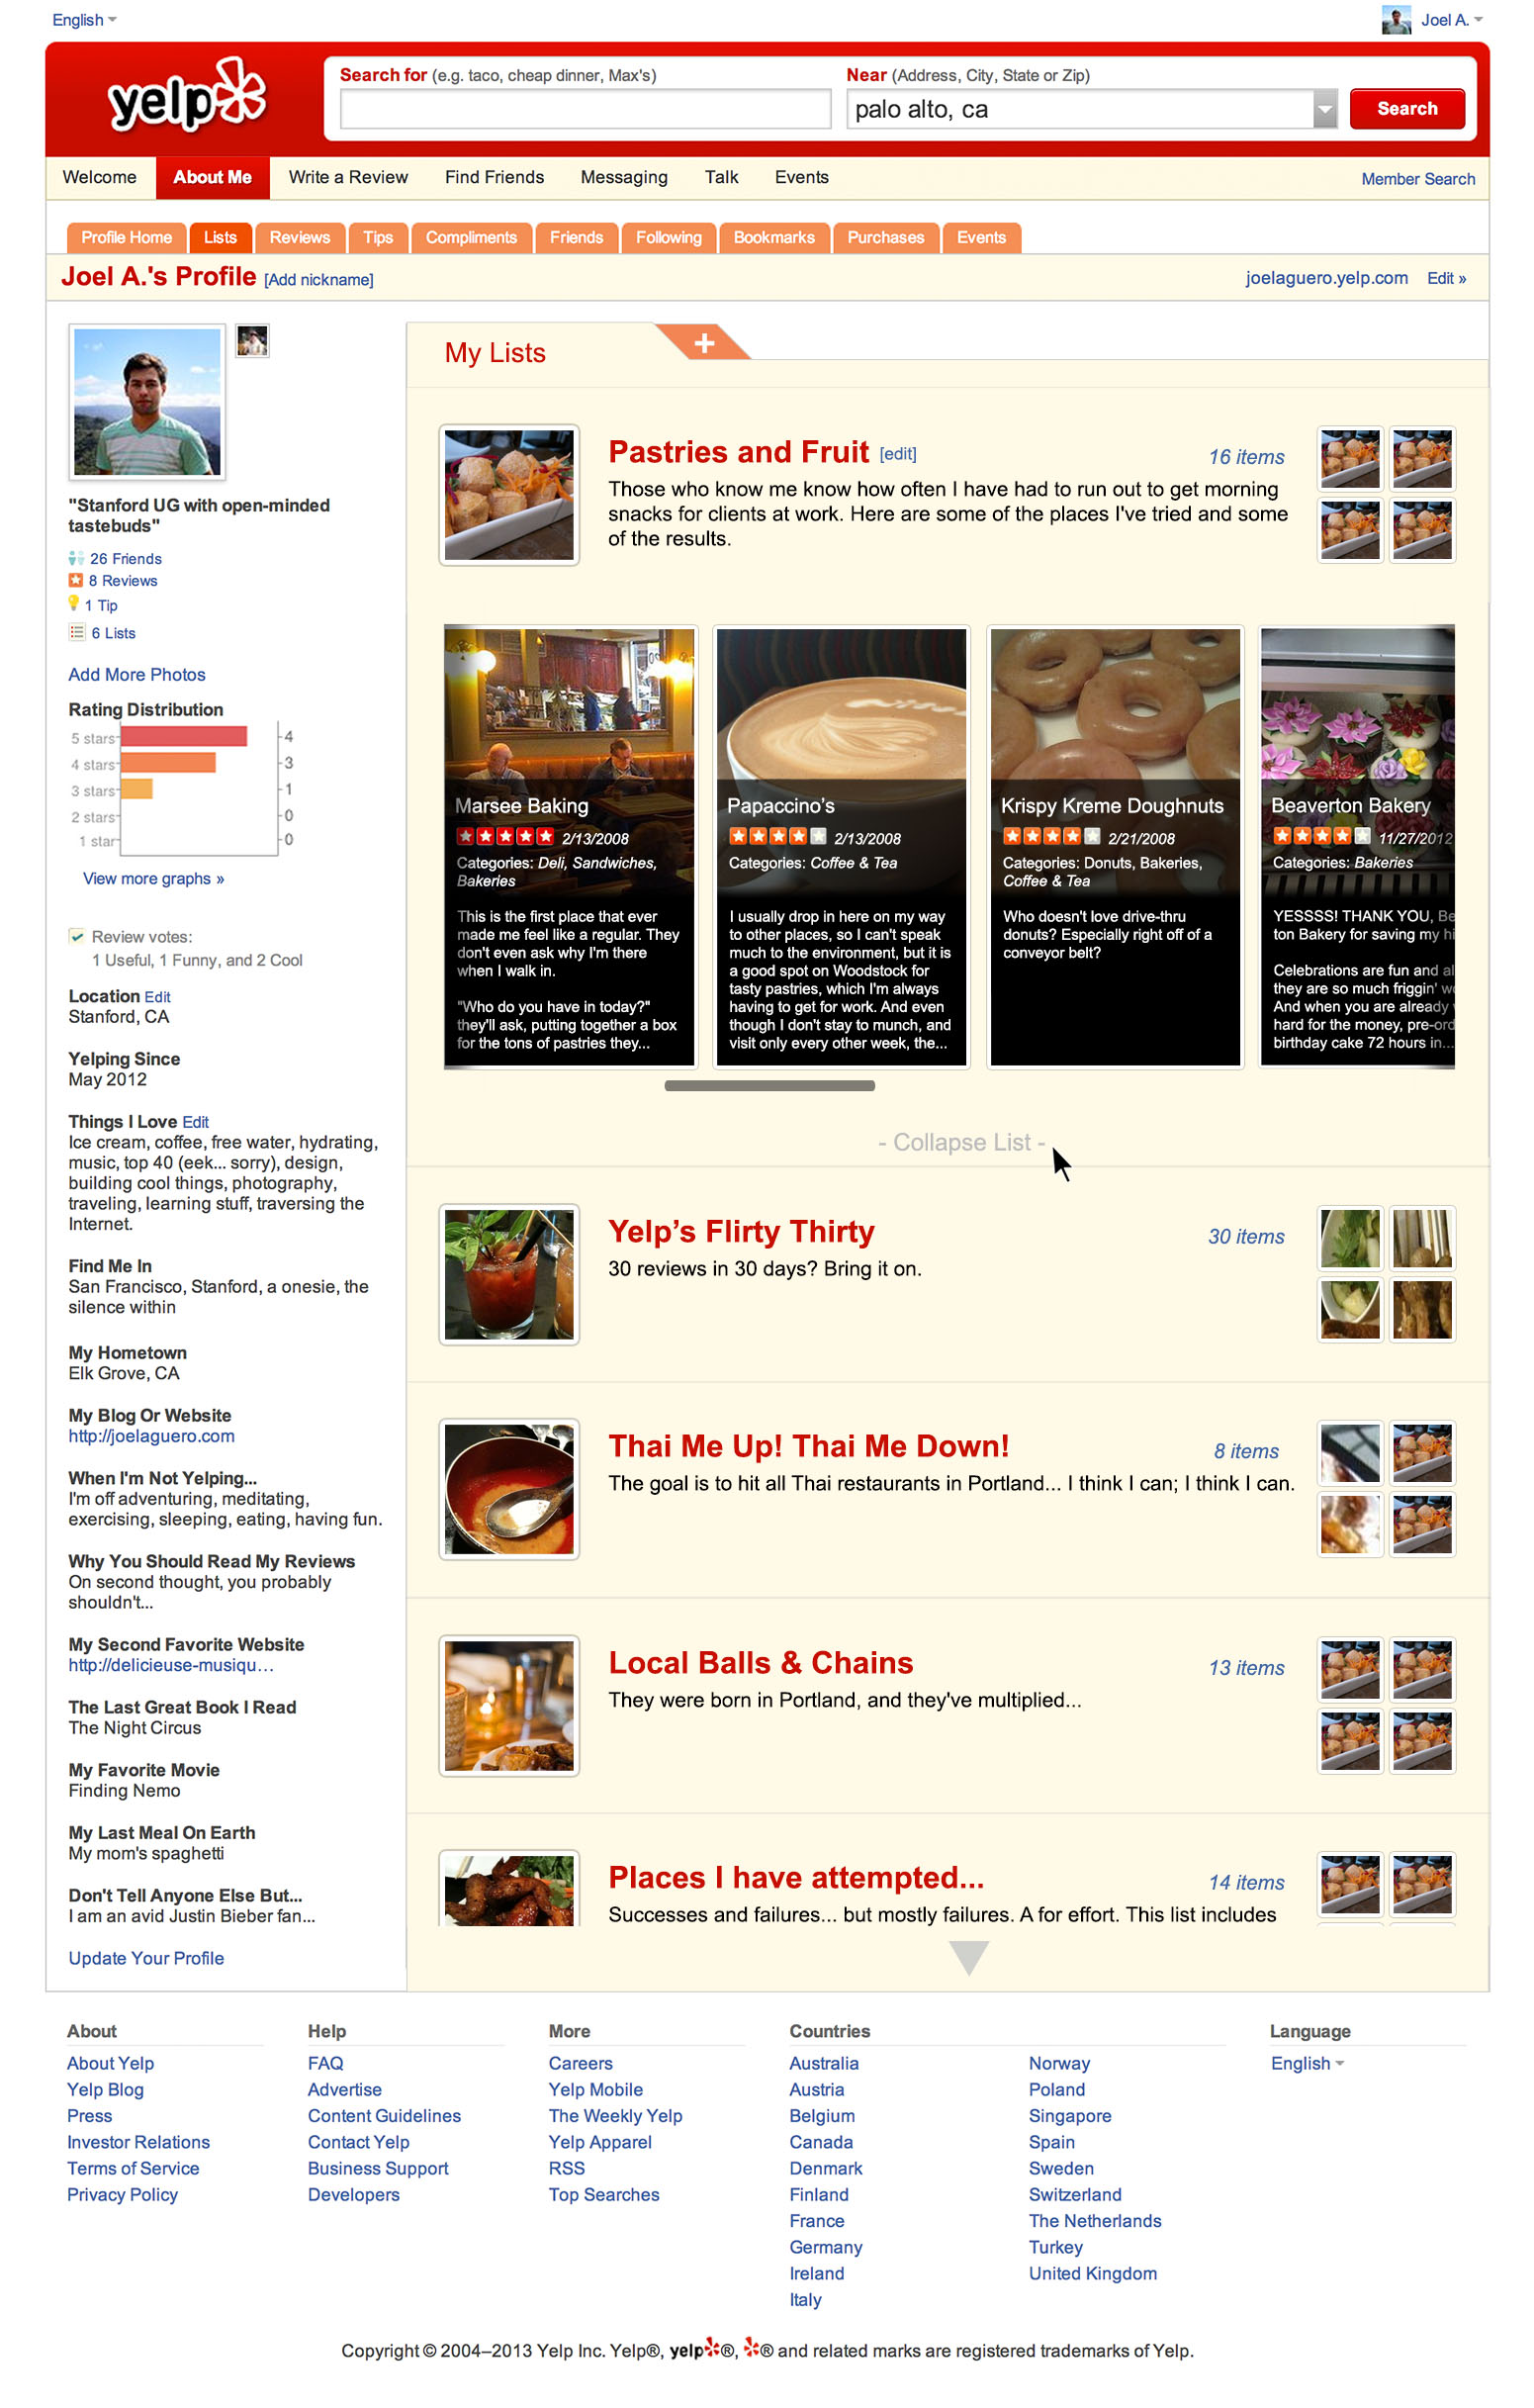 English
Joel A.
yelp
Search for (e.g. taco, cheap dinner, Max's)
Near (Address, City, State or Zip)
palo alto, ca
Search
Welcome
About Me
Write a Review
Find Friends
Messaging
Talk
Events
Member Search
Profile Home
Lists
Reviews
Tips
Compliments
Friends
Following
Bookmarks
Purchases
Events
Joel A.'s Profile [Add nickname]
joelaguero.yelp.com
Edit »
"Stanford UG with open-minded
tastebuds"
26 Friends
8 Reviews
1 Tip
6 Lists
Add More Photos
Rating Distribution
5 stars 4
4 stars 3
3 stars 1
2 stars 0
1 star 0
View more graphs »
Review votes:
1 Useful, 1 Funny, and 2 Cool
Location Edit
Stanford, CA
Yelping Since
May 2012
Things I Love Edit
Ice cream, coffee, free water, hydrating,
music, top 40 (eek... sorry), design,
building cool things, photography,
traveling, learning stuff, traversing the
Internet.
Find Me In
San Francisco, Stanford, a onesie, the
silence within
My Hometown
Elk Grove, CA
My Blog Or Website
http://joelaguero.com
When I'm Not Yelping...
I'm off adventuring, meditating,
exercising, sleeping, eating, having fun.
Why You Should Read My Reviews
On second thought, you probably
shouldn't...
My Second Favorite Website
http://delicieuse-musiqu...
The Last Great Book I Read
The Night Circus
My Favorite Movie
Finding Nemo
My Last Meal On Earth
My mom's spaghetti
Don't Tell Anyone Else But...
I am an avid Justin Bieber fan...
Update Your Profile
My Lists
+
Pastries and Fruit [edit]
16 items
Those who know me know how often I have had to run out to get morning
snacks for clients at work. Here are some of the places I've tried and some
of the results.
Marsee Baking
2/13/2008
Categories: Deli, Sandwiches,
Bakeries
This is the first place that ever
made me feel like a regular. They
don't even ask why I'm there
when I walk in.
"Who do you have in today?"
they'll ask, putting together a box
for the tons of pastries they...
Papaccino's
2/13/2008
Categories: Coffee & Tea
I usually drop in here on my way
to other places, so I can't speak
much to the environment, but it is
a good spot on Woodstock for
tasty pastries, which I'm always
having to get for work. And even
though I don't stay to munch, and
visit only every other week, the...
Krispy Kreme Doughnuts
2/21/2008
Categories: Donuts, Bakeries,
Coffee & Tea
Who doesn't love drive-thru
donuts? Especially right off of a
conveyor belt?
Beaverton Bakery
11/27/2012
Categories: Bakeries
YESSSS! THANK YOU, Be
ton Bakery for saving my hi
Celebrations are fun and al
they are so much friggin' wo
And when you are already
hard for the money, pre-ord
birthday cake 72 hours in...
- Collapse List -
Yelp's Flirty Thirty
30 items
30 reviews in 30 days? Bring it on.
Thai Me Up! Thai Me Down!
8 items
The goal is to hit all Thai restaurants in Portland... I think I can; I think I can.
Local Balls & Chains
13 items
They were born in Portland, and they've multiplied...
Places I have attempted...
14 items
Successes and failures... but mostly failures. A for effort. This list includes
About
About Yelp
Yelp Blog
Press
Investor Relations
Terms of Service
Privacy Policy
Help
FAQ
Advertise
Content Guidelines
Contact Yelp
Business Support
Developers
More
Careers
Yelp Mobile
The Weekly Yelp
Yelp Apparel
RSS
Top Searches
Countries
Australia
Austria
Belgium
Canada
Denmark
Finland
France
Germany
Ireland
Italy
Norway
Poland
Singapore
Spain
Sweden
Switzerland
The Netherlands
Turkey
United Kingdom
Language
English
Copyright © 2004–2013 Yelp Inc. Yelp®, yelp®, ® and related marks are registered trademarks of Yelp.